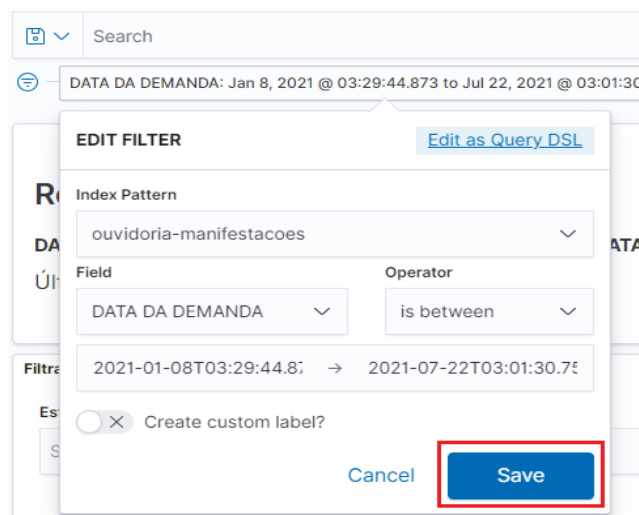 Search
DATA DA DEMANDA: Jan 8, 2021 @ 03:29:44.873 to Jul 22, 2021 @ 03:01:30
EDIT FILTER Edit as Query DSL
Index Pattern
ouvidoria-manifestacoes
Field Operator
DATA DA DEMANDA is between
2021-01-08T03:29:44.87 → 2021-07-22T03:01:30.75
Filtra
Create custom label?
Cancel Save